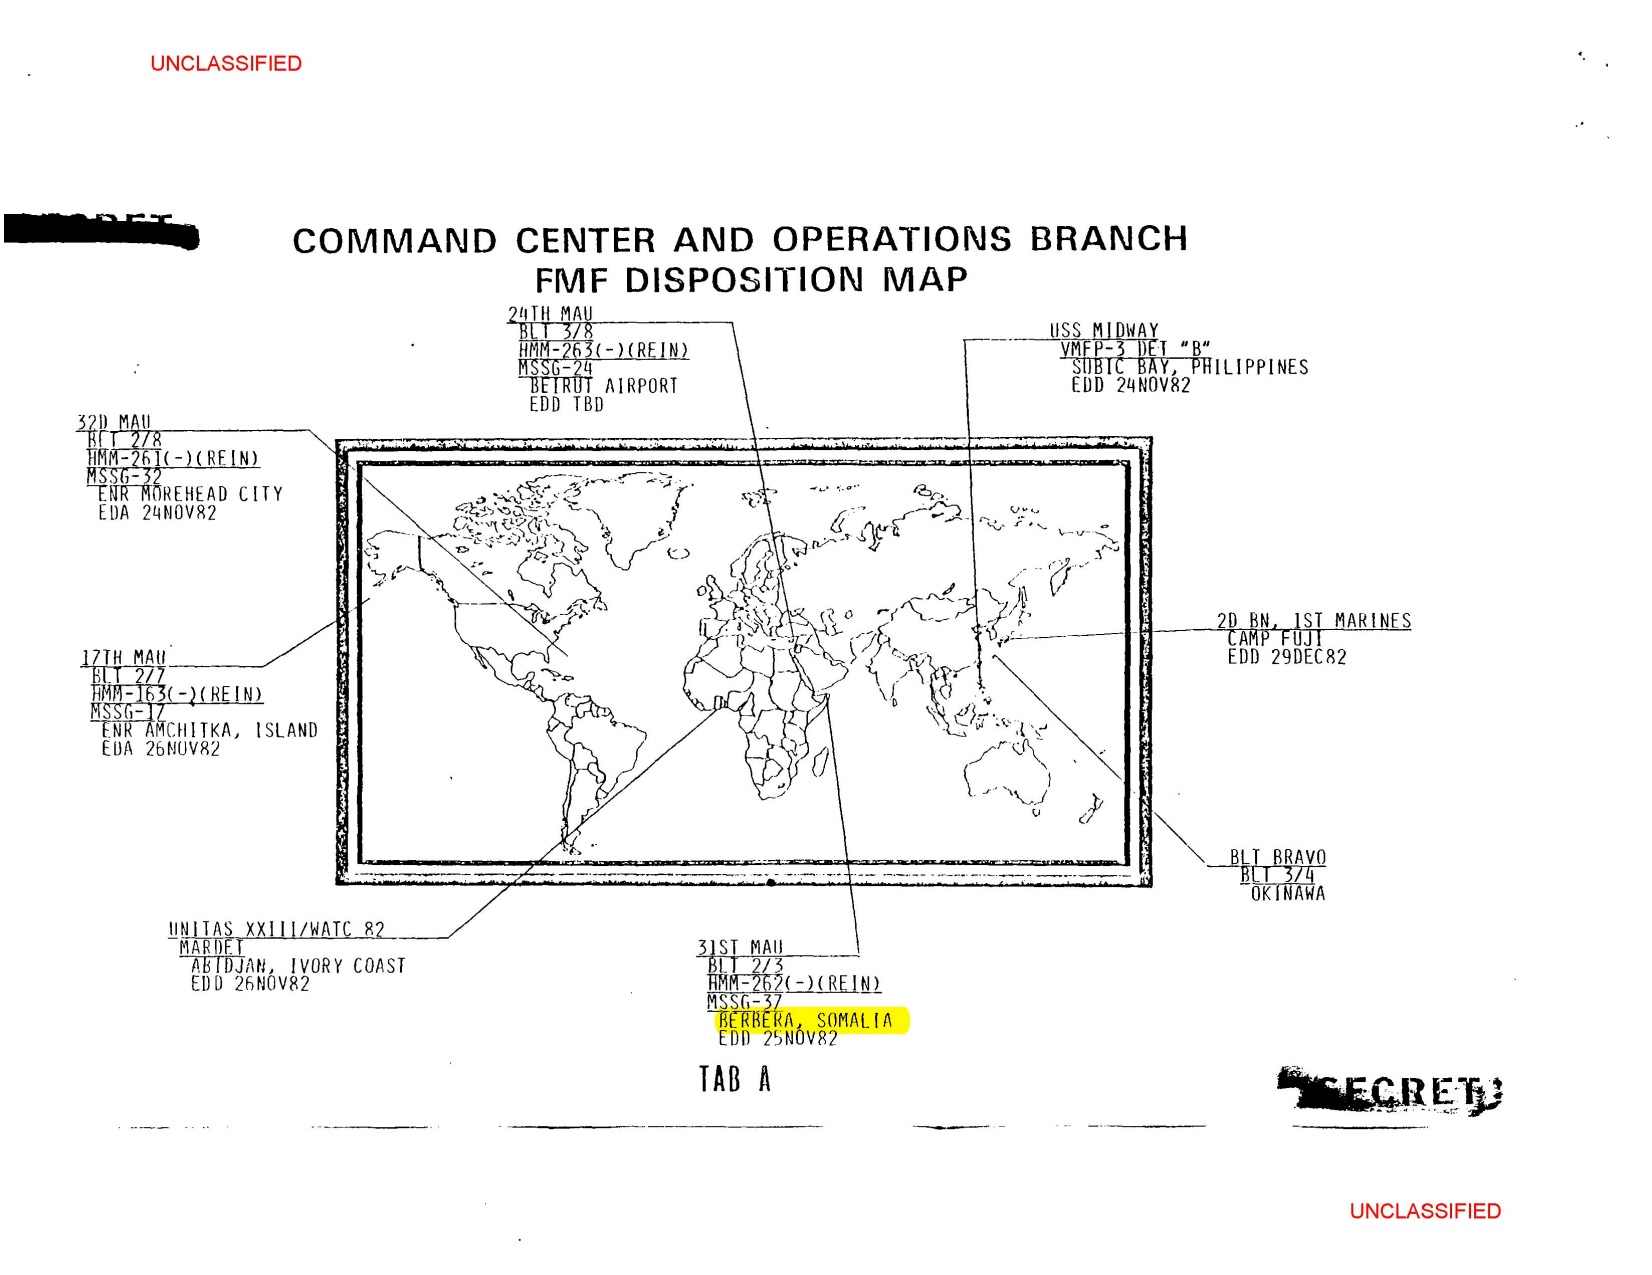 UNCLASSIFIED
COMMAND CENTER AND OPERATIONS BRANCH
FMF DISPOSITION MAP
24TH MAU
BLT 3/8
HMM-263(-)(REIN)
MSSG-24
BEIRUT AIRPORT
EDD TBD
USS MIDWAY
VMFP-3 DET "B"
SUBIC BAY, PHILIPPINES
EDD 24NOV82
32D MAU
BLT 2/8
HMM-261(-)(REIN)
MSSG-32
ENR MOREHEAD CITY
EDA 24NOV82
2D BN, 1ST MARINES
CAMP FUJI
EDD 29DEC82
17TH MAU
BLT 2/7
HMM-163(-)(REIN)
MSSG-17
ENR AMCHITKA, ISLAND
EDA 26NOV82
BLT BRAVO
BLT 3/4
OKINAWA
UNITAS XXIII/WATC 82
MARDET
ABIDJAN, IVORY COAST
EDD 26NOV82
31ST MAU
BLT 2/3
HMM-262(-)(REIN)
MSSG-37
BERBERA, SOMALIA
EDD 25NOV82
TAB A
SECRET
UNCLASSIFIED